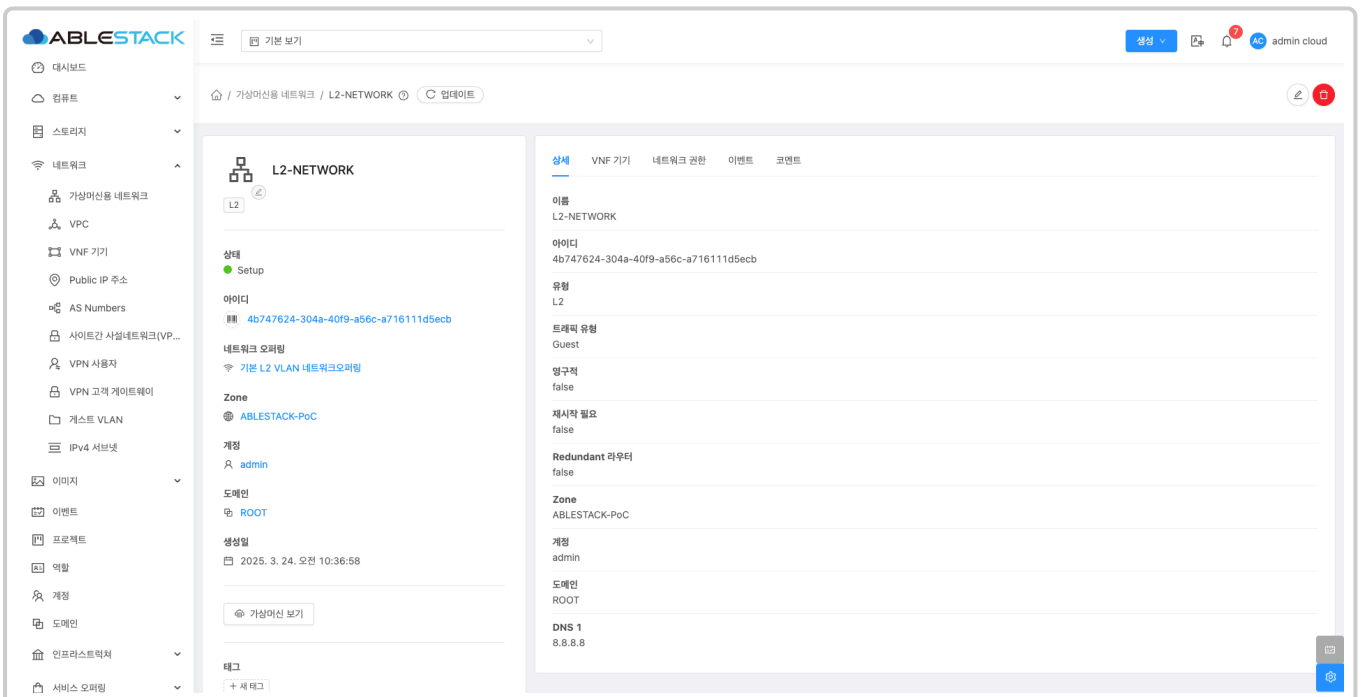 ABLESTACK
기본 보기
생성
7
AC
admin cloud
대시보드
컴퓨트
스토리지
네트워크
가상머신용 네트워크
VPC
VNF 기기
Public IP 주소
AS Numbers
사이트간 사설네트워크(VP...
VPN 사용자
VPN 고객 게이트웨이
게스트 VLAN
IPv4 서브넷
이미지
이벤트
프로젝트
역할
계정
도메인
인프라스트럭쳐
서비스 오퍼링
/ 가상머신용 네트워크 / L2-NETWORK
업데이트
L2-NETWORK
L2
상태
Setup
아이디
4b747624-304a-40f9-a56c-a716111d5ecb
네트워크 오퍼링
기본 L2 VLAN 네트워크오퍼링
Zone
ABLESTACK-PoC
계정
admin
도메인
ROOT
생성일
2025. 3. 24. 오전 10:36:58
가상머신 보기
태그
+ 새 태그
상세 VNF 기기 네트워크 권한 이벤트 코멘트
이름
L2-NETWORK
아이디
4b747624-304a-40f9-a56c-a716111d5ecb
유형
L2
트래픽 유형
Guest
영구적
false
재시작 필요
false
Redundant 라우터
false
Zone
ABLESTACK-PoC
계정
admin
도메인
ROOT
DNS 1
8.8.8.8